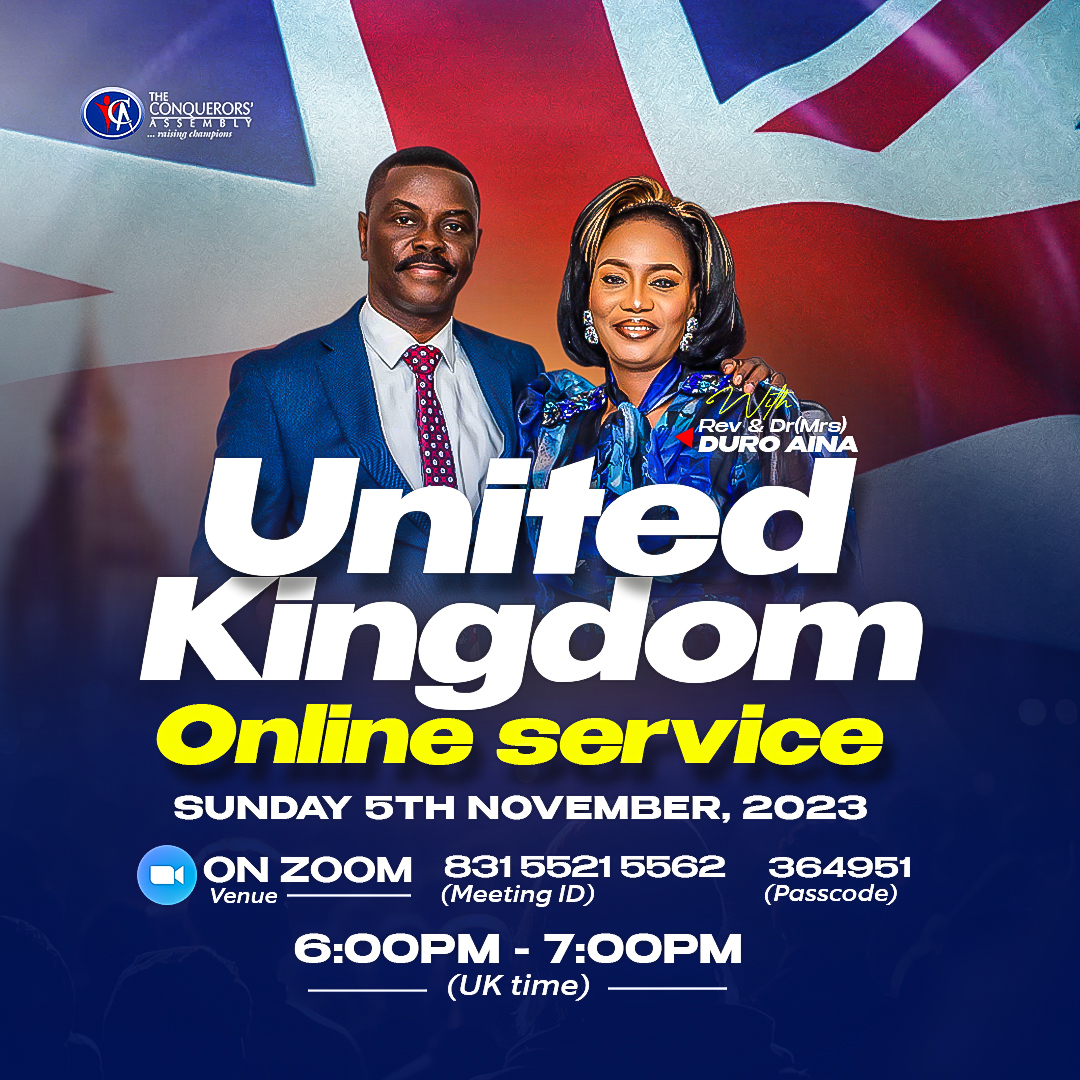 THE
CONQUERORS'
ASSEMBLY
... raising champions
With
Rev & Dr(Mrs)
DURO AINA
United
Kingdom
Online service
SUNDAY 5TH NOVEMBER, 2023
ON ZOOM 831 5521 5562 364951
Venue (Meeting ID) (Passcode)
6:00PM - 7:00PM
(UK time)